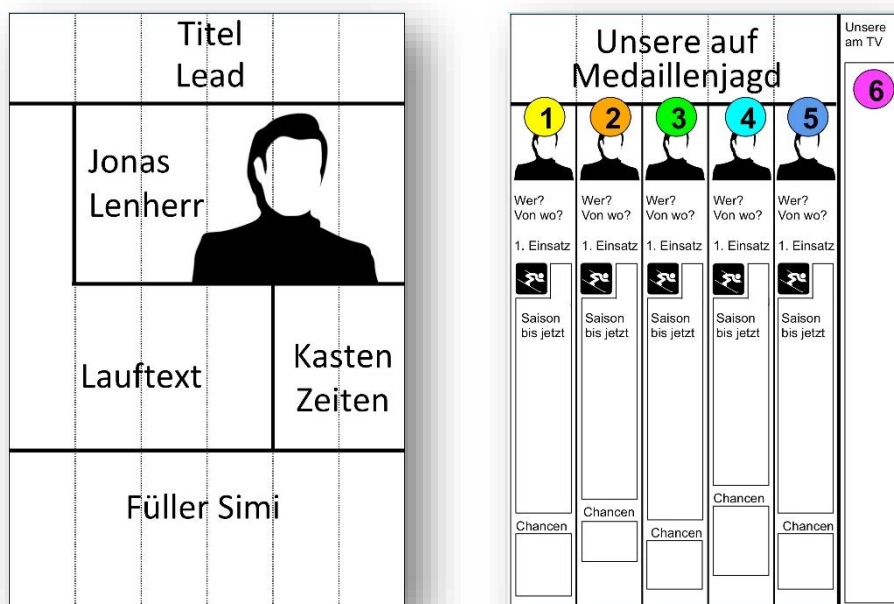 Titel
Lead
Jonas
Lenherr
Lauftext
Kasten
Zeiten
Füller Simi
Unsere auf
Medaillenjagd
Unsere
am TV
1 2 3 4 5 6
Wer? Wer? Wer? Wer? Wer?
Von wo? Von wo? Von wo? Von wo? Von wo?
1. Einsatz 1. Einsatz 1. Einsatz 1. Einsatz 1. Einsatz
Saison Saison Saison Saison Saison
bis jetzt bis jetzt bis jetzt bis jetzt bis jetzt
Chancen Chancen Chancen Chancen Chancen